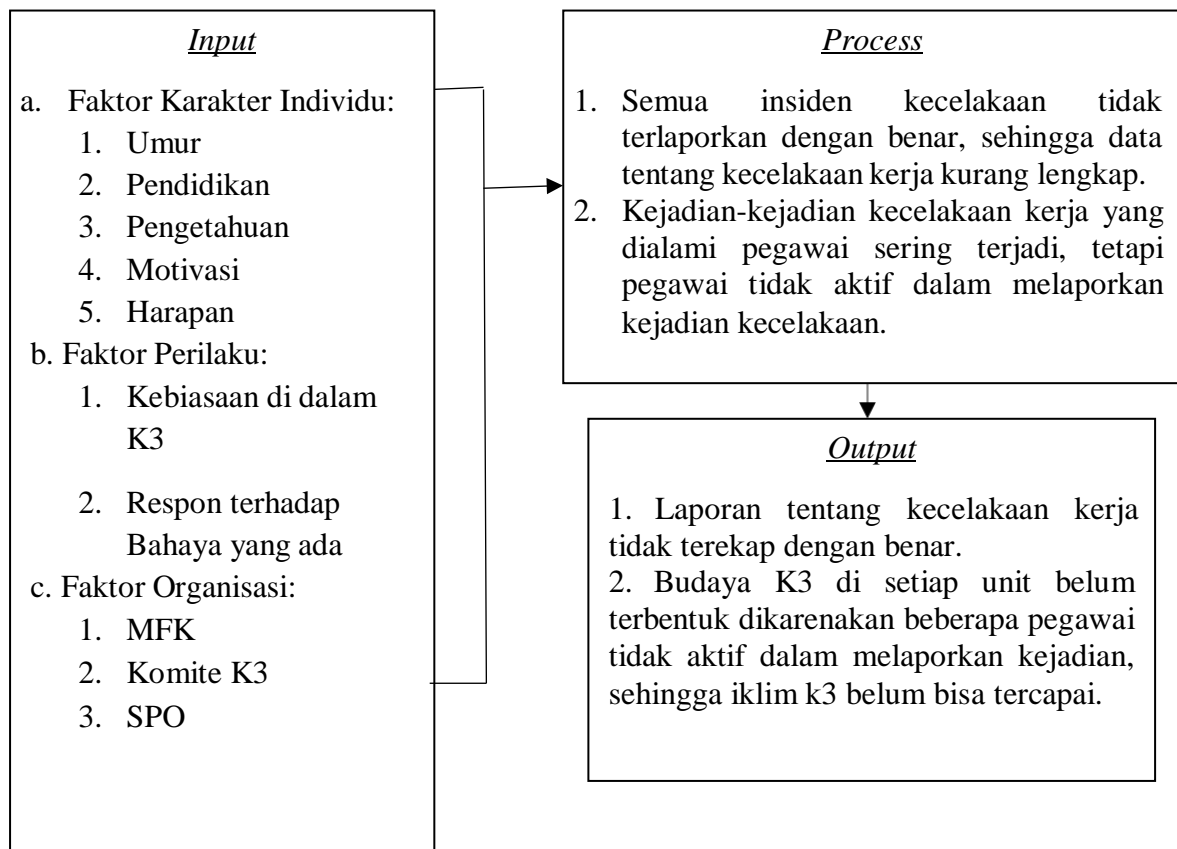 Input
a. Faktor Karakter Individu:
1. Umur
2. Pendidikan
3. Pengetahuan
4. Motivasi
5. Harapan
b. Faktor Perilaku:
1. Kebiasaan di dalam
K3
2. Respon terhadap
Bahaya yang ada
c. Faktor Organisasi:
1. MFK
2. Komite K3
3. SPO
Process
1. Semua insiden kecelakaan tidak
terlaporkan dengan benar, sehingga data
tentang kecelakaan kerja kurang lengkap.
2. Kejadian-kejadian kecelakaan kerja yang
dialami pegawai sering terjadi, tetapi
pegawai tidak aktif dalam melaporkan
kejadian kecelakaan.
Output
1. Laporan tentang kecelakaan kerja
tidak terekap dengan benar.
2. Budaya K3 di setiap unit belum
terbentuk dikarenakan beberapa pegawai
tidak aktif dalam melaporkan kejadian,
sehingga iklim k3 belum bisa tercapai.